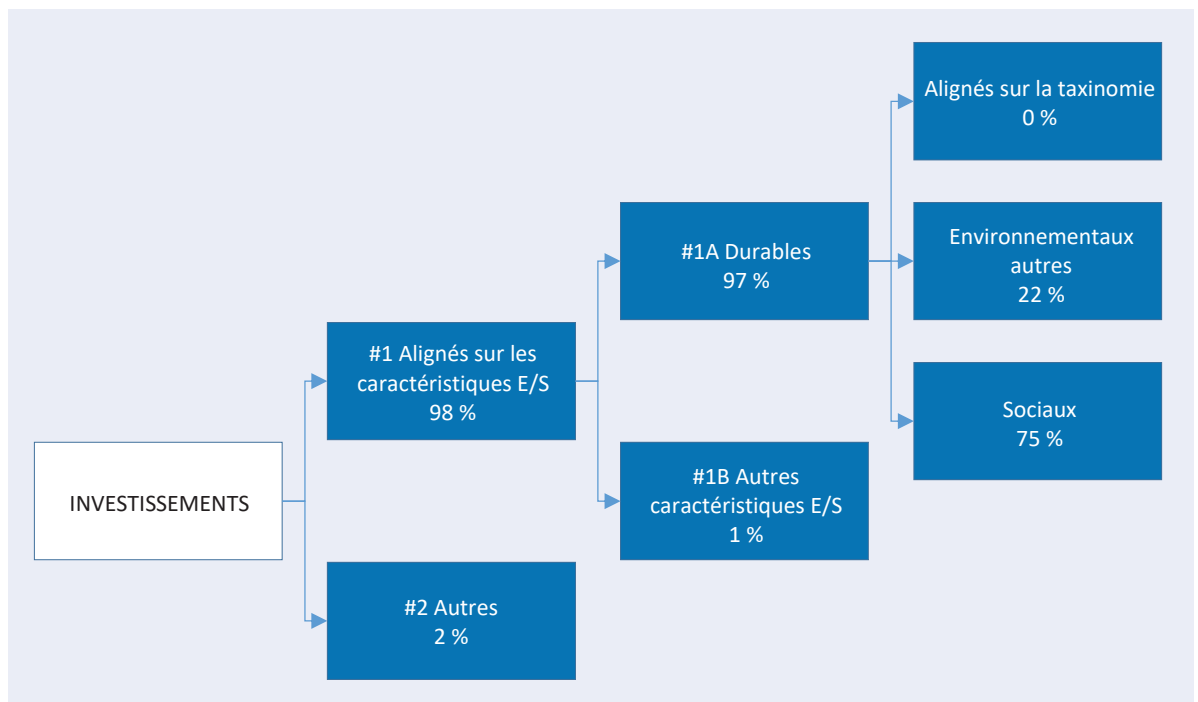 INVESTISSEMENTS
#1 Alignés sur les
caractéristiques E/S
98 %
#2 Autres
2 %
#1A Durables
97 %
#1B Autres
caractéristiques E/S
1 %
Alignés sur la taxinomie
0 %
Environnementaux
autres
22 %
Sociaux
75 %